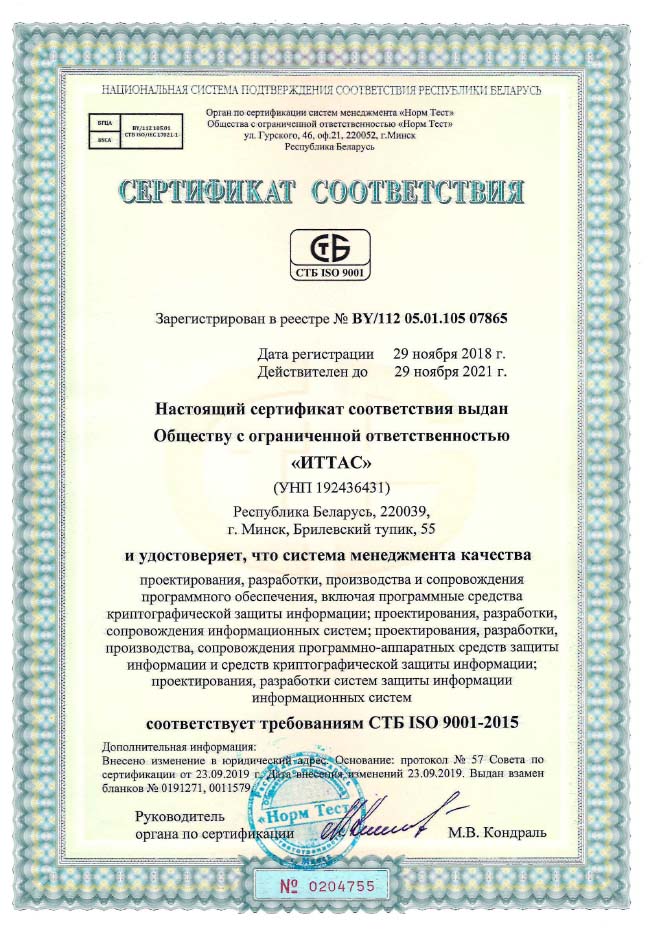 НАЦИОНАЛЬНАЯ СИСТЕМА ПОДТВЕРЖДЕНИЯ СООТВЕТСТВИЯ РЕСПУБЛИКИ БЕЛАРУСЬ
БГЦА
BSCA
BY/112 105.01
СТБ ISO/IEC 17021-1
Орган по сертификации систем менеджмента «Норм Тест»
Общества с ограниченной ответственностью «Норм Тест»
ул. Гурского, 46, оф.21, 220052, г.Минск
Республика Беларусь
СЕРТИФИКАТ СООТВЕТСТВИЯ
СТБ
СТБ ISO 9001
Зарегистрирован в реестре № BY/112 05.01.105 07865
Дата регистрации 29 ноября 2018 г.
Действителен до 29 ноября 2021 г.
Настоящий сертификат соответствия выдан
Обществу с ограниченной ответственностью
«ИТТАС»
(УНП 192436431)
Республика Беларусь, 220039,
г. Минск, Брилевский тупик, 55
и удостоверяет, что система менеджмента качества
проектирования, разработки, производства и сопровождения
программного обеспечения, включая программные средства
криптографической защиты информации; проектирования, разработки,
сопровождения информационных систем; проектирования, разработки,
производства, сопровождения программно-аппаратных средств защиты
информации и средств криптографической защиты информации;
проектирования, разработки систем защиты информации
информационных систем
соответствует требованиям СТБ ISO 9001-2015
Дополнительная информация:
Внесено изменение в юридический адрес. Основание: протокол № 57 Совета по
сертификации от 23.09.2019 г. Дата внесения изменений 23.09.2019. Выдан взамен
бланков № 0191271, 0011579
«Норм Тест»
г. Минск
Руководитель
органа по сертификации
М.В. Кондраль
№ 0204755